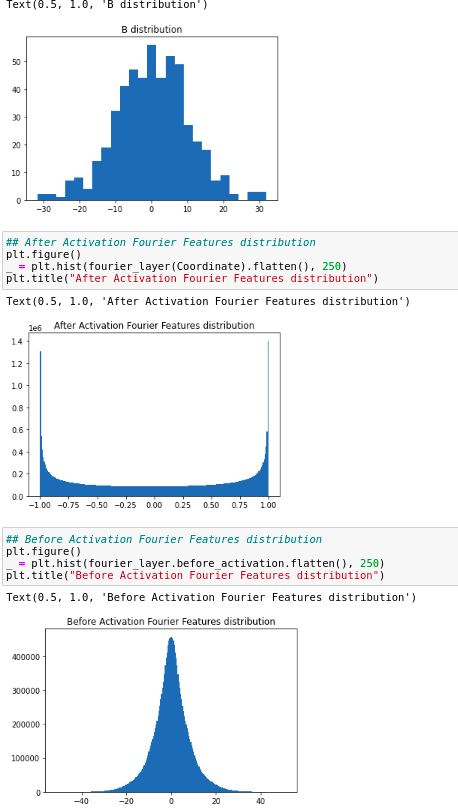 Text(0.5, 1.0, 'B distribution')
B distribution
50
40
30
20
10
0
−30 −20 −10 0 10 20 30
## After Activation Fourier Features distribution
plt.figure()
_ = plt.hist(fourier_layer(Coordinate).flatten(), 250)
plt.title("After Activation Fourier Features distribution")
Text(0.5, 1.0, 'After Activation Fourier Features distribution')
After Activation Fourier Features distribution
1e6
1.4
1.2
1.0
0.8
0.6
0.4
0.2
0.0
−1.00 −0.75 −0.50 −0.25 0.00 0.25 0.50 0.75 1.00
## Before Activation Fourier Features distribution
plt.figure()
_ = plt.hist(fourier_layer.before_activation.flatten(), 250)
plt.title("Before Activation Fourier Features distribution")
Text(0.5, 1.0, 'Before Activation Fourier Features distribution')
Before Activation Fourier Features distribution
400000
300000
200000
100000
0
−40 −20 0 20 40